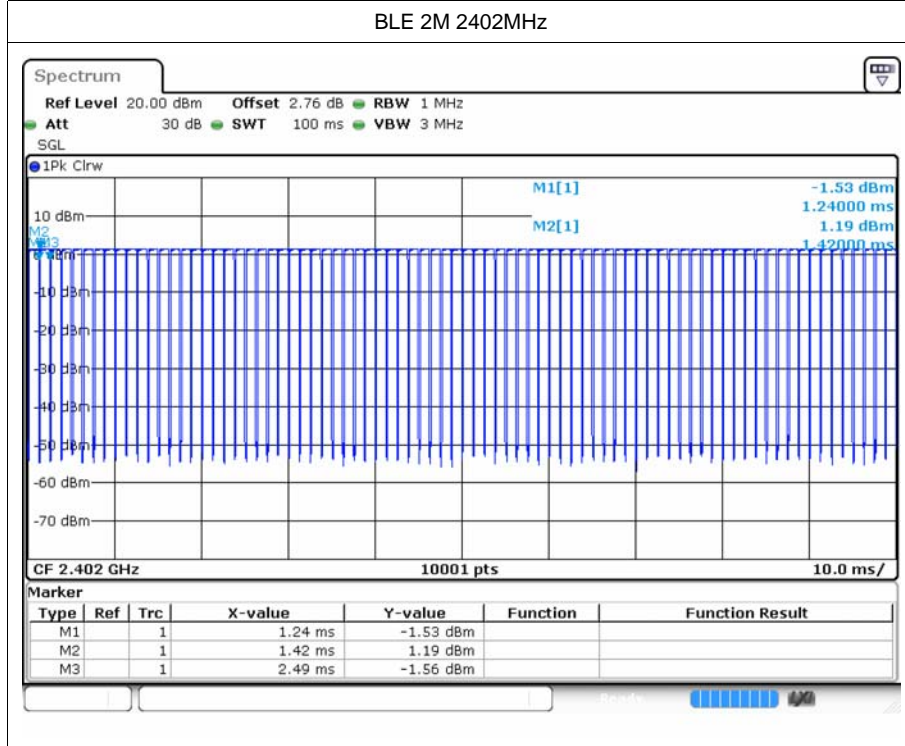 BLE 2M 2402MHz
Spectrum
Ref Level 20.00 dBm Offset 2.76 dB RBW 1 MHz
Att 30 dB SWT 100 ms VBW 3 MHz
SGL
1Pk Clrw
M1[1] -1.53 dBm
1.24000 ms
10 dBm
M2[1] 1.19 dBm
1.42000 ms
M2
-10 dBm
-20 dBm
-30 dBm
-40 dBm
-50 dBm
-60 dBm
-70 dBm
CF 2.402 GHz 10001 pts 10.0 ms/
Marker
Type Ref Trc X-value Y-value Function Function Result
M1 1 1.24 ms -1.53 dBm
M2 1 1.42 ms 1.19 dBm
M3 1 2.49 ms -1.56 dBm